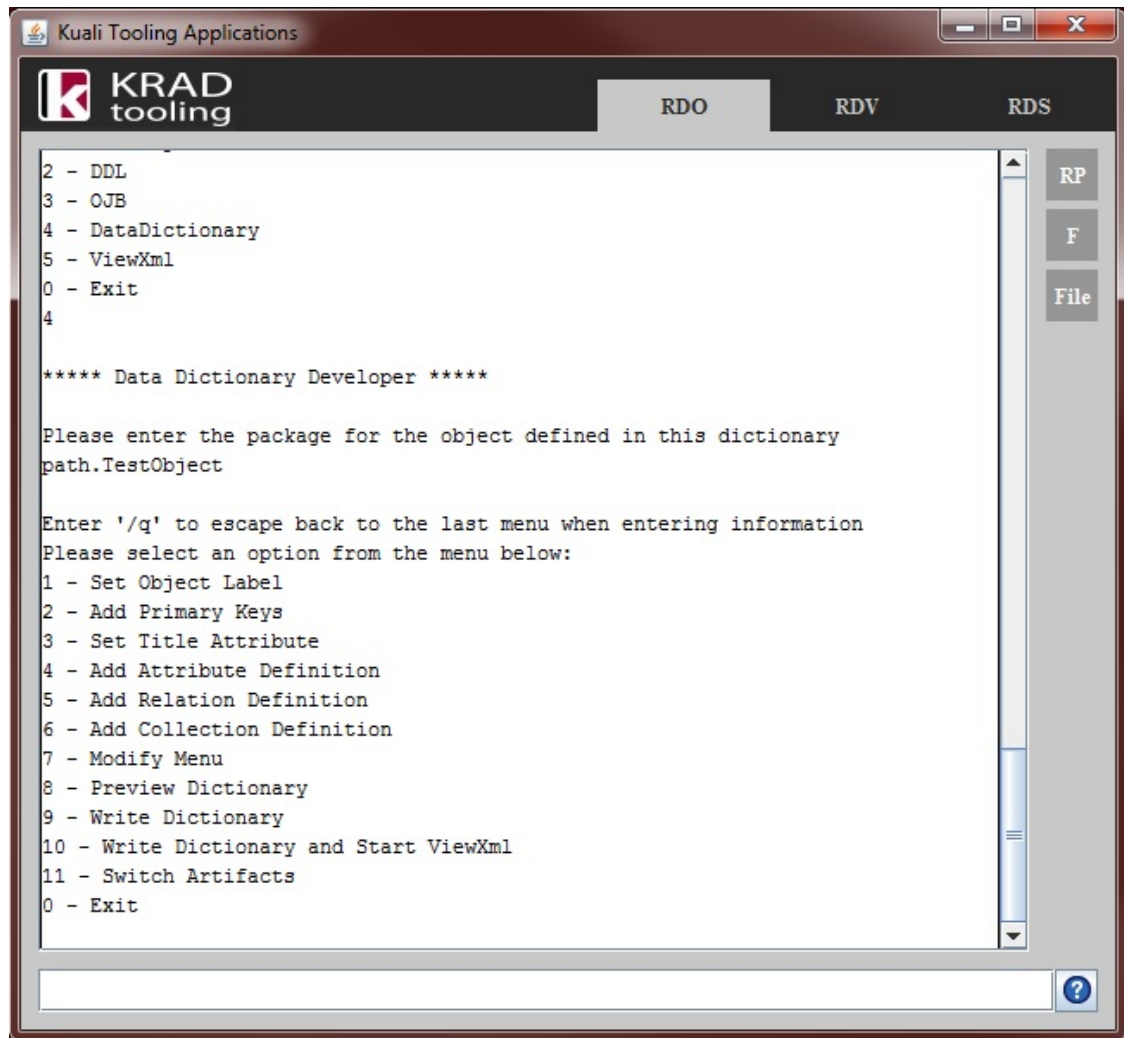 Kuali Tooling Applications
KRAD
tooling
RDO
RDV
RDS
2 - DDL
3 - OJB
4 - DataDictionary
5 - ViewXml
0 - Exit
4
***** Data Dictionary Developer *****
Please enter the package for the object defined in this dictionary
path.TestObject
Enter '/q' to escape back to the last menu when entering information
Please select an option from the menu below:
1 - Set Object Label
2 - Add Primary Keys
3 - Set Title Attribute
4 - Add Attribute Definition
5 - Add Relation Definition
6 - Add Collection Definition
7 - Modify Menu
8 - Preview Dictionary
9 - Write Dictionary
10 - Write Dictionary and Start ViewXml
11 - Switch Artifacts
0 - Exit
RP
F
File